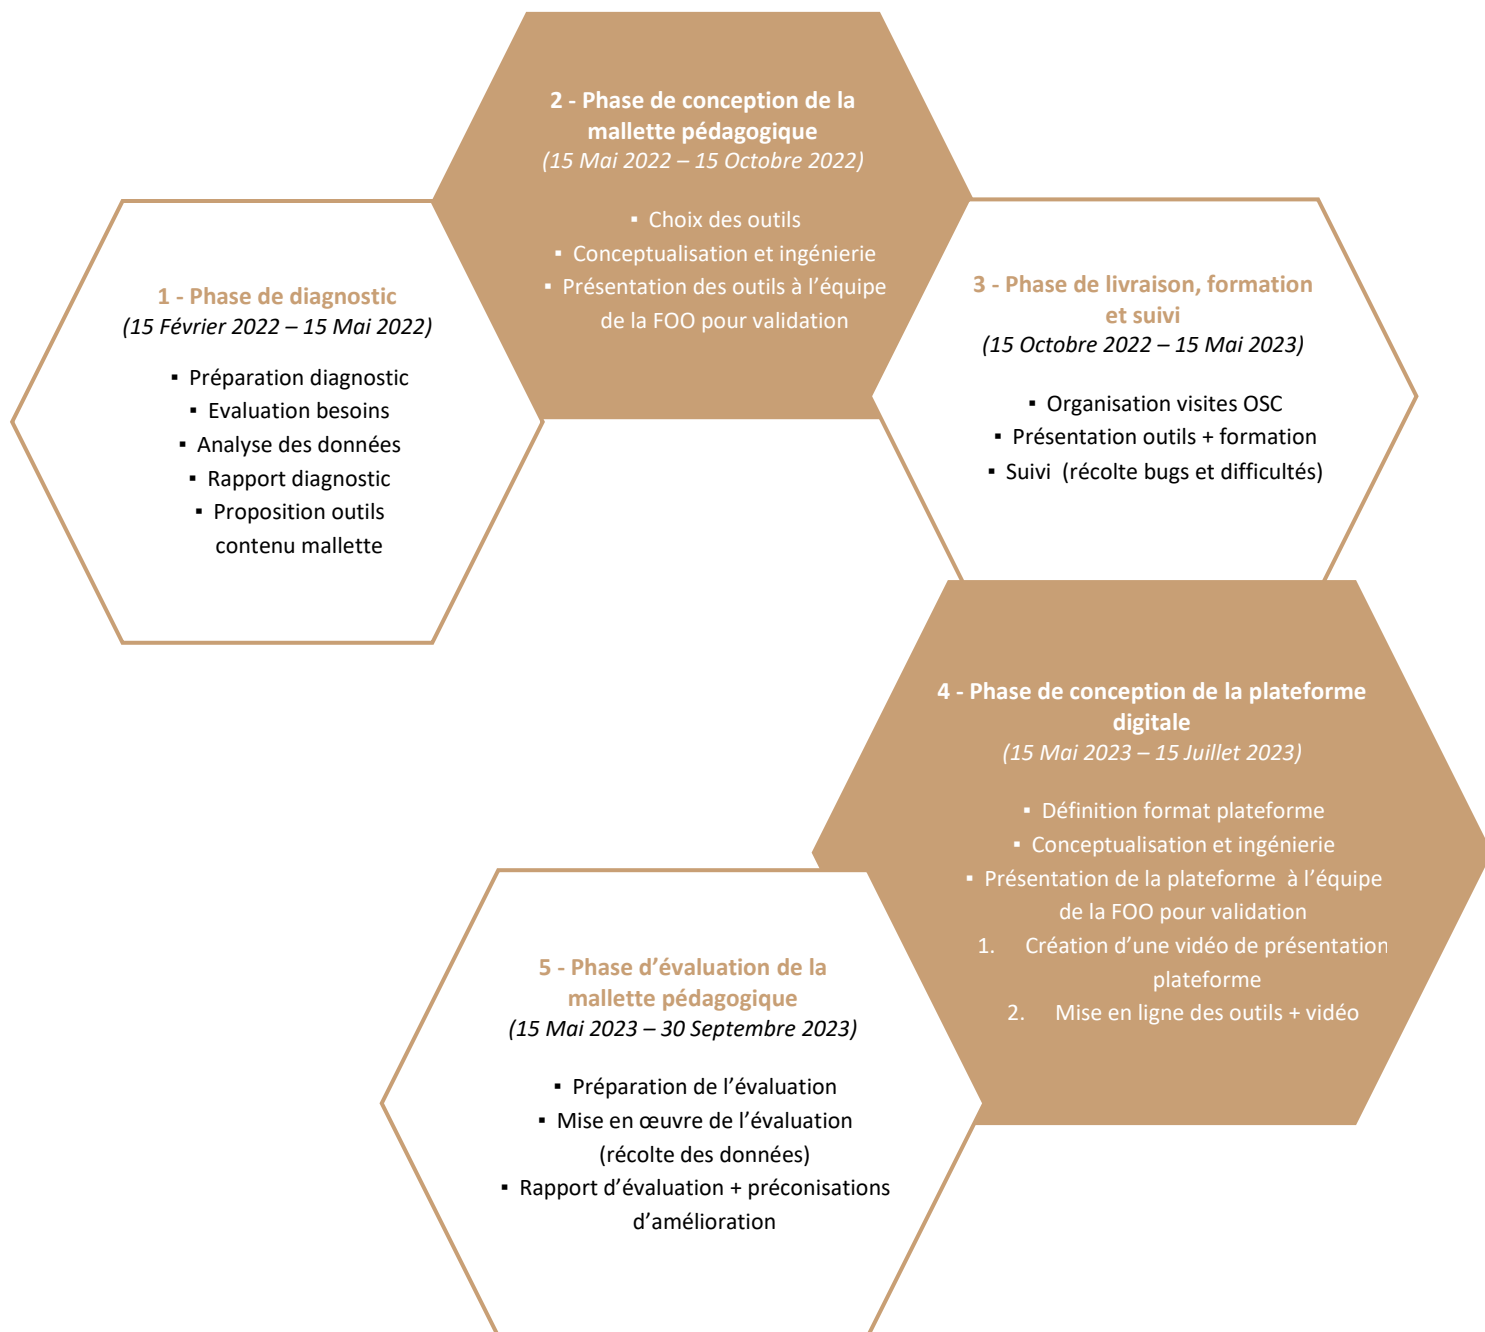 1 - Phase de diagnostic
(15 Février 2022 – 15 Mai 2022)
▪ Préparation diagnostic
▪ Evaluation besoins
▪ Analyse des données
▪ Rapport diagnostic
▪ Proposition outils
contenu mallette
2 - Phase de conception de la
mallette pédagogique
(15 Mai 2022 – 15 Octobre 2022)
▪ Choix des outils
▪ Conceptualisation et ingénierie
▪ Présentation des outils à l’équipe
de la FOO pour validation
3 - Phase de livraison, formation
et suivi
(15 Octobre 2022 – 15 Mai 2023)
▪ Organisation visites OSC
▪ Présentation outils + formation
▪ Suivi (récolte bugs et difficultés)
4 - Phase de conception de la plateforme
digitale
(15 Mai 2023 – 15 Juillet 2023)
▪ Définition format plateforme
▪ Conceptualisation et ingénierie
▪ Présentation de la plateforme à l’équipe
de la FOO pour validation
1. Création d’une vidéo de présentation
plateforme
2. Mise en ligne des outils + vidéo
5 - Phase d’évaluation de la
mallette pédagogique
(15 Mai 2023 – 30 Septembre 2023)
▪ Préparation de l’évaluation
▪ Mise en œuvre de l’évaluation
(récolte des données)
▪ Rapport d’évaluation + préconisations
d’amélioration